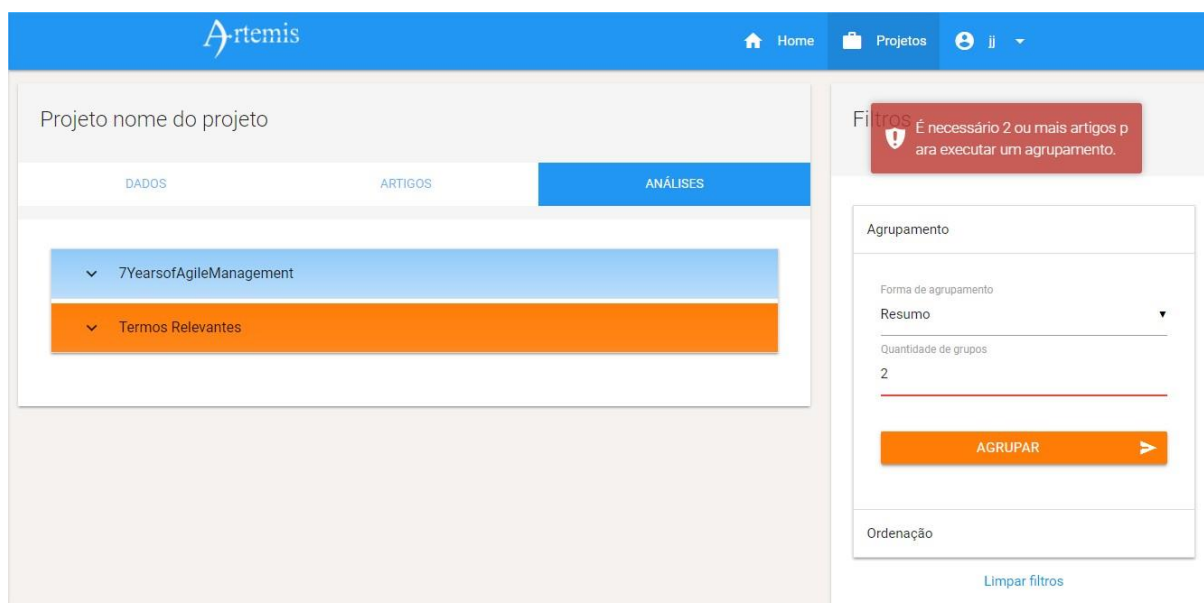 Artemis
Home Projetos jj
Projeto nome do projeto
DADOS ARTIGOS ANÁLISES
7YearsofAgileManagement
Termos Relevantes
Filtros
É necessário 2 ou mais artigos p
ara executar um agrupamento.
Agrupamento
Forma de agrupamento
Resumo
Quantidade de grupos
2
AGRUPAR
Ordenação
Limpar filtros